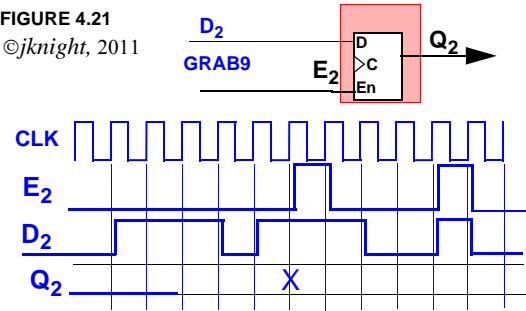 FIGURE 4.21
©jknight, 2011
D2
GRAB9
E2
D
C
En
Q2
CLK
E2
D2
Q2
X